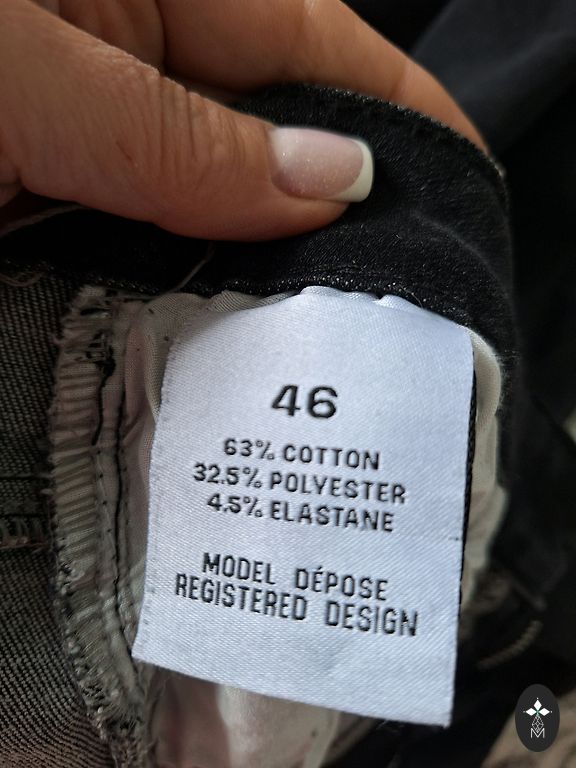 46
63% COTTON
32.5% POLYESTER
4.5% ELASTANE
MODEL DÉPOSE
REGISTERED DESIGN
M